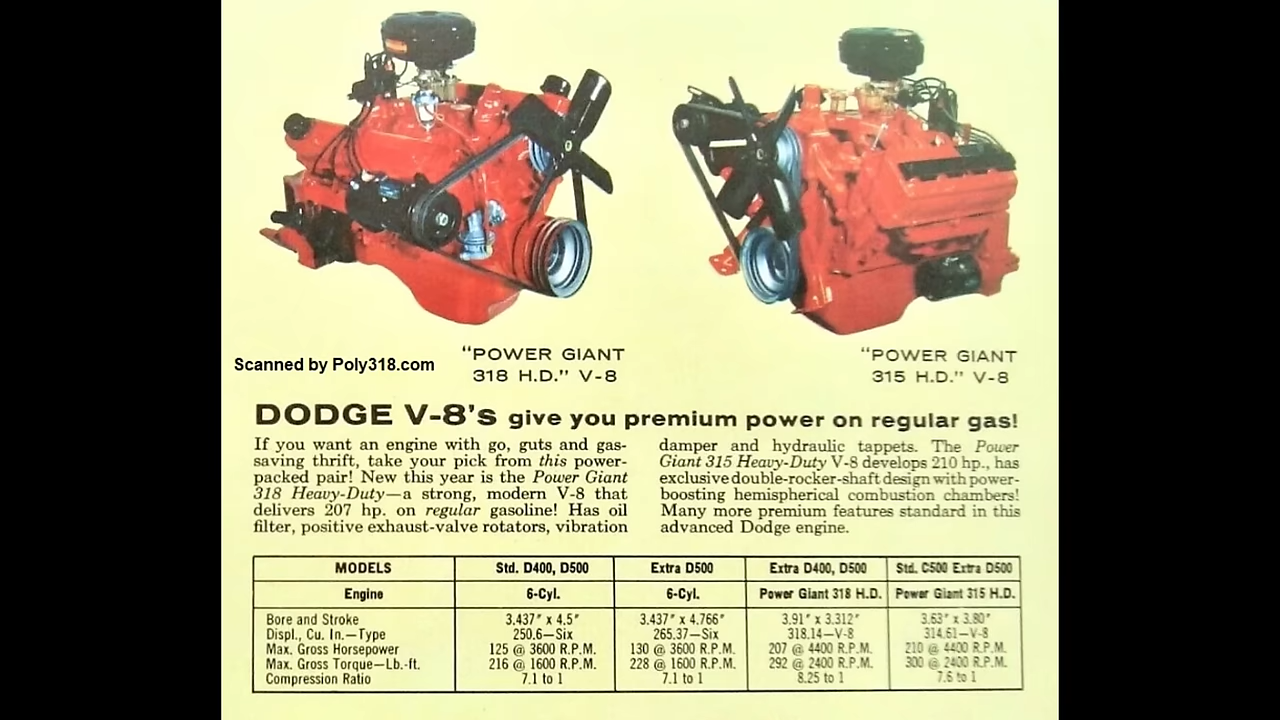 Scanned by Poly318.com
"POWER GIANT
318 H.D." V-8
"POWER GIANT
315 H.D." V-8
DODGE V-8's give you premium power on regular gas!
If you want an engine with go, guts and gas-
saving thrift, take your pick from this power-
packed pair! New this year is the Power Giant
318 Heavy-Duty—a strong, modern V-8 that
delivers 207 hp. on regular gasoline! Has oil
filter, positive exhaust-valve rotators, vibration
damper and hydraulic tappets. The Power
Giant 315 Heavy-Duty V-8 develops 210 hp., has
exclusive double-rocker-shaft design with power-
boosting hemispherical combustion chambers!
Many more premium features standard in this
advanced Dodge engine.
MODELS Std. D400, D500 Extra D500 Extra D400, D500 Std. C500 Extra D500
Engine 6-Cyl. 6-Cyl. Power Giant 318 H.D. Power Giant 315 H.D.
Bore and Stroke 3.437" x 4.5" 3.437" x 4.766" 3.91" x 3.312" 3.63" x 3.80"
Displ., Cu. In.—Type 250.6—Six 265.37—Six 318.14—V-8 314.61—V-8
Max. Gross Horsepower 125 @ 3600 R.P.M. 130 @ 3600 R.P.M. 207 @ 4400 R.P.M. 210 @ 4400 R.P.M.
Max. Gross Torque—Lb.-ft. 216 @ 1600 R.P.M. 228 @ 1600 R.P.M. 292 @ 2400 R.P.M. 300 @ 2400 R.P.M.
Compression Ratio 7.1 to 1 7.1 to 1 8.25 to 1 7.6 to 1